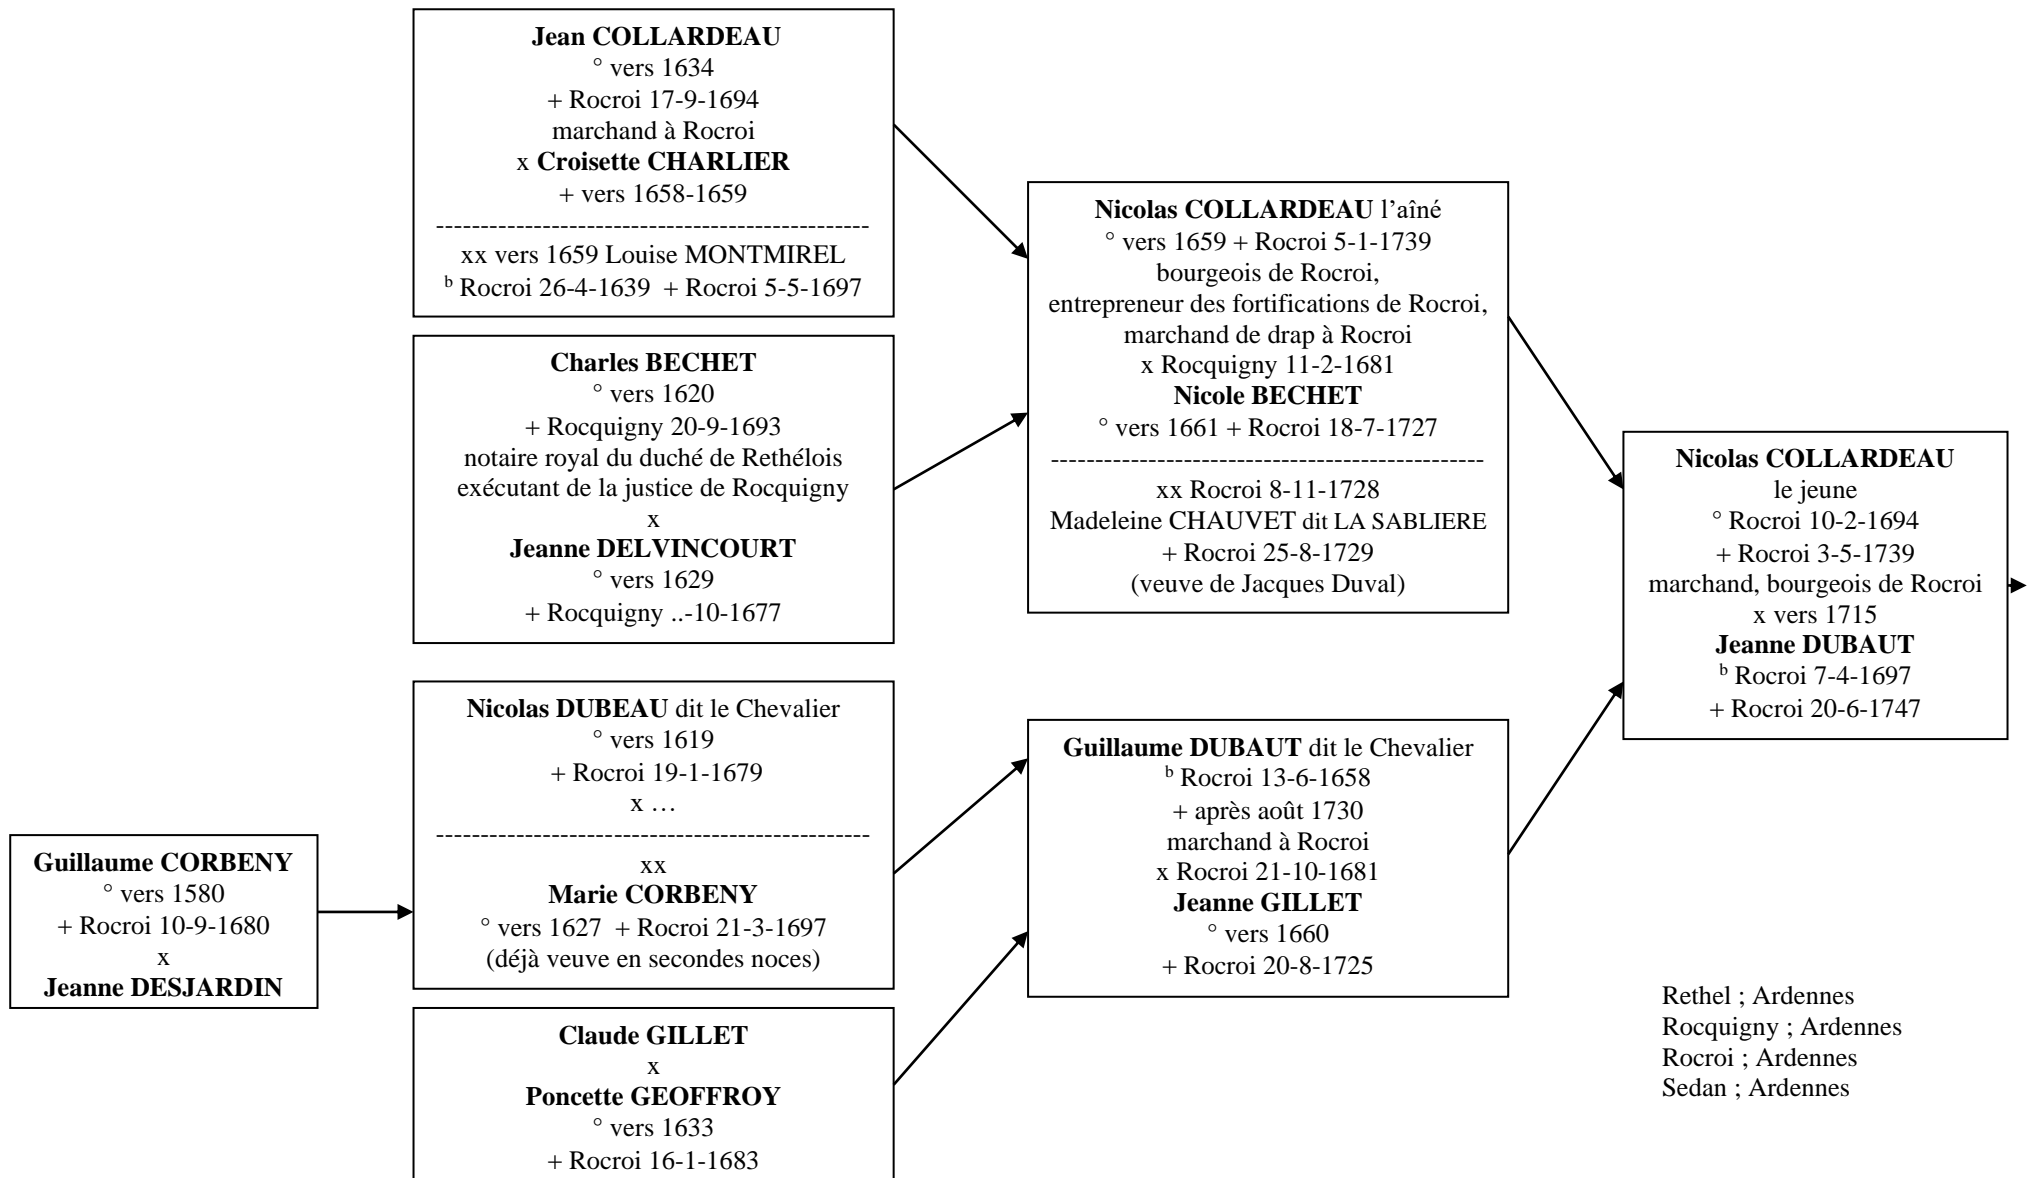 Jean COLLARDEAU
° vers 1634
+ Rocroi 17-9-1694
marchand à Rocroi
x Croisette CHARLIER
+ vers 1658-1659
-------------------------------------------------
xx vers 1659 Louise MONTMIREL
b Rocroi 26-4-1639 + Rocroi 5-5-1697
Charles BECHET
° vers 1620
+ Rocquigny 20-9-1693
notaire royal du duché de Rethélois
exécutant de la justice de Rocquigny
x
Jeanne DELVINCOURT
° vers 1629
+ Rocquigny ..-10-1677
Nicolas DUBEAU dit le Chevalier
° vers 1619
+ Rocroi 19-1-1679
x …
-------------------------------------------------
xx
Marie CORBENY
° vers 1627 + Rocroi 21-3-1697
(déjà veuve en secondes noces)
Guillaume CORBENY
° vers 1580
+ Rocroi 10-9-1680
x
Jeanne DESJARDIN
Claude GILLET
x
Poncette GEOFFROY
° vers 1633
+ Rocroi 16-1-1683
Nicolas COLLARDEAU l'aîné
° vers 1659 + Rocroi 5-1-1739
bourgeois de Rocroi,
entrepreneur des fortifications de Rocroi,
marchand de drap à Rocroi
x Rocquigny 11-2-1681
Nicole BECHET
° vers 1661 + Rocroi 18-7-1727
-------------------------------------------------
xx Rocroi 8-11-1728
Madeleine CHAUVET dit LA SABLIERE
+ Rocroi 25-8-1729
(veuve de Jacques Duval)
Guillaume DUBAUT dit le Chevalier
b Rocroi 13-6-1658
+ après août 1730
marchand à Rocroi
x Rocroi 21-10-1681
Jeanne GILLET
° vers 1660
+ Rocroi 20-8-1725
Nicolas COLLARDEAU
le jeune
° Rocroi 10-2-1694
+ Rocroi 3-5-1739
marchand, bourgeois de Rocroi
x vers 1715
Jeanne DUBAUT
b Rocroi 7-4-1697
+ Rocroi 20-6-1747
Rethel ; Ardennes
Rocquigny ; Ardennes
Rocroi ; Ardennes
Sedan ; Ardennes